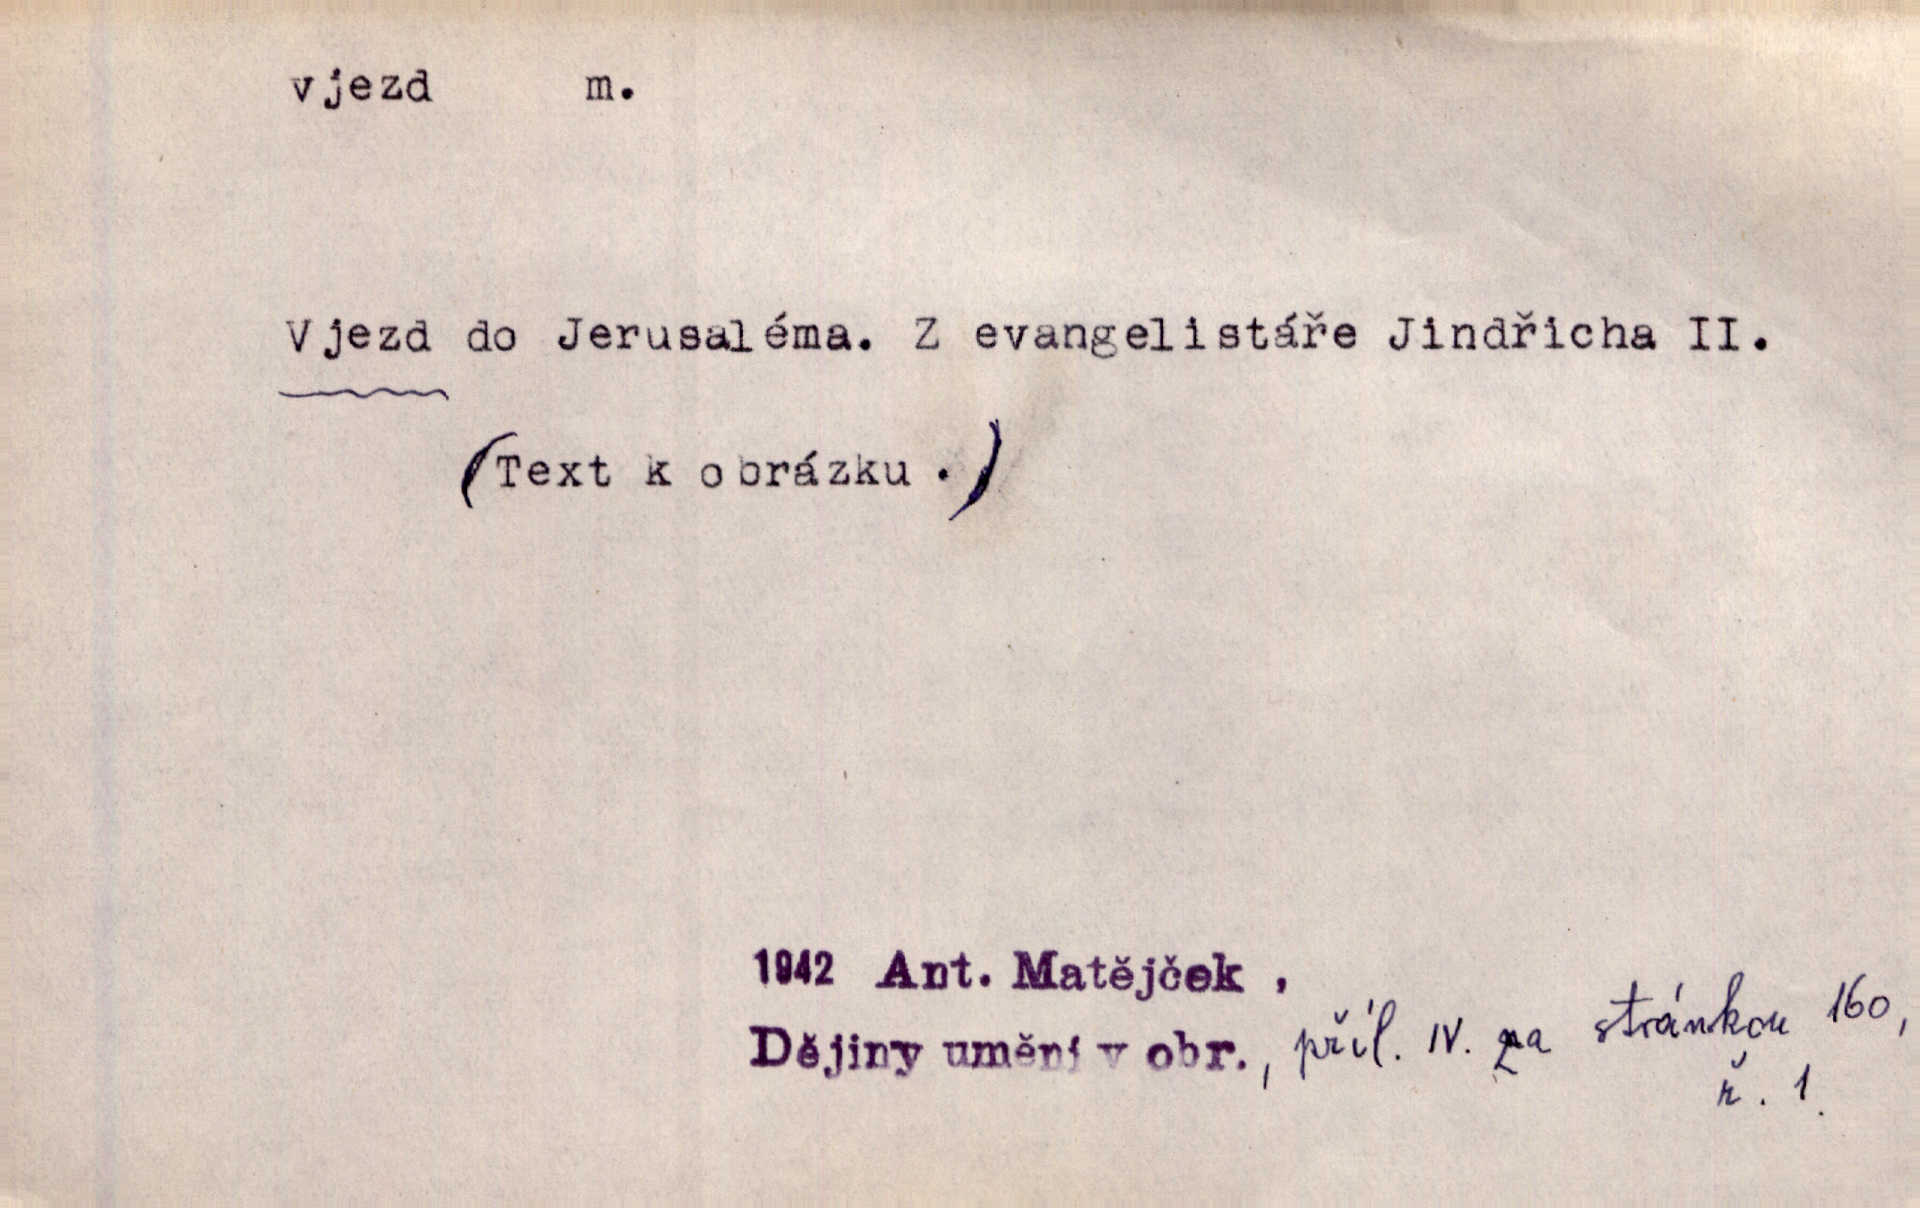 vjezd m.
Vjezd do Jerusaléma. Z evangelistáře Jindřicha II.
(Text k obrázku.)
1942 Ant. Matějček,
Dějiny umění v obr., příl. IV. za stránkou 160,
ř. 1.